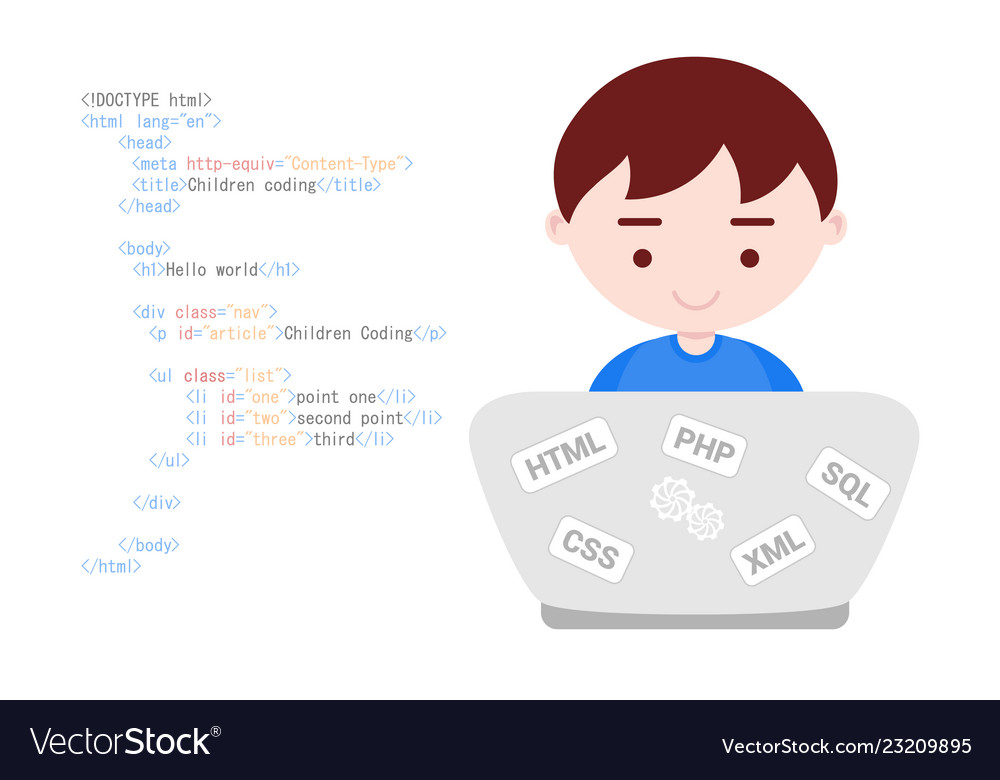 <!DOCTYPE html>
<html lang="en">
<head>
<meta http-equiv="Content-Type">
<title>Children coding</title>
</head>
<body>
<h1>Hello world</h1>
<div class="nav">
<p id="article">Children Coding</p>
<ul class="list">
<li id="one">point one</li>
<li id="two">second point</li>
<li id="three">third</li>
</ul>
</div>
</body>
</html>
HTML
PHP
SQL
CSS
XML
VectorStock®
VectorStock.com/23209895